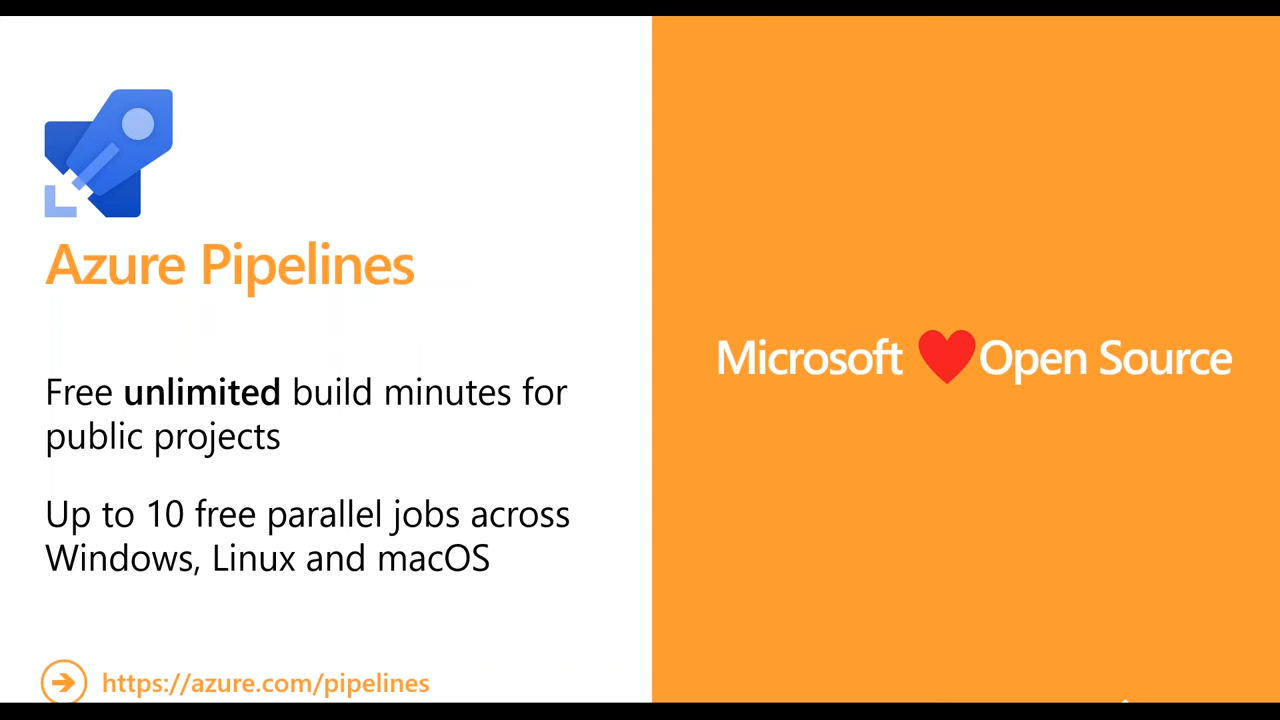 Azure Pipelines
Free unlimited build minutes for
public projects
Up to 10 free parallel jobs across
Windows, Linux and macOS
https://azure.com/pipelines
Microsoft ❤ Open Source